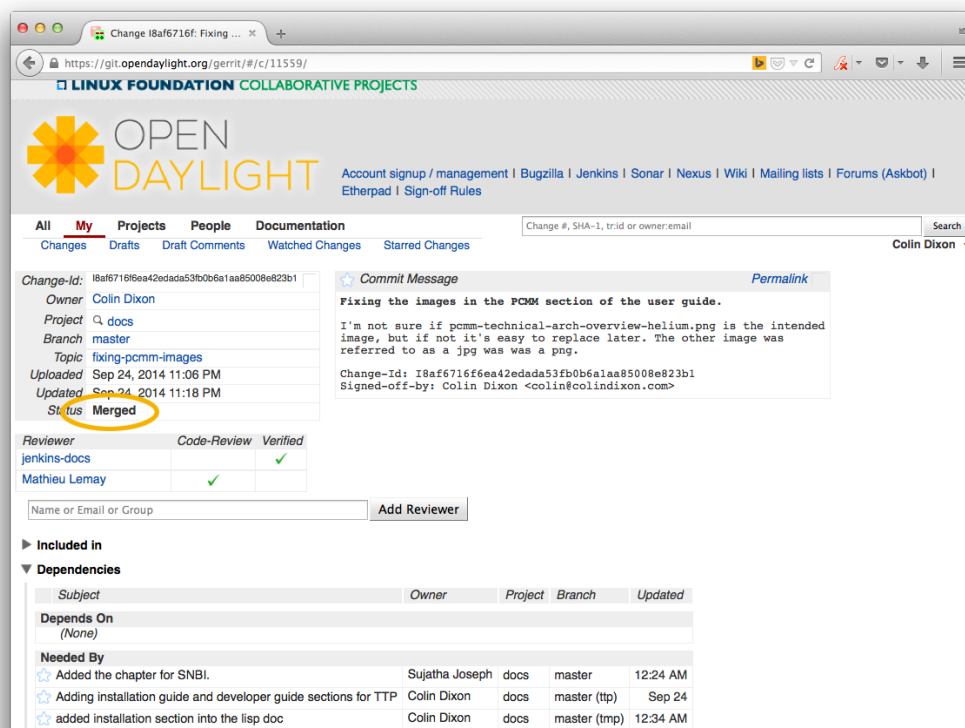 Change I8af6716f: Fixing ... × +
https://git.opendaylight.org/gerrit/#/c/11559/
LINUX FOUNDATION COLLABORATIVE PROJECTS
OPEN
DAYLIGHT
Account signup / management | Bugzilla | Jenkins | Sonar | Nexus | Wiki | Mailing lists | Forums (Askbot) |
Etherpad | Sign-off Rules
All My Projects People Documentation
Change #, SHA-1, tr:id or owner:email Search
Changes Drafts Draft Comments Watched Changes Starred Changes
Colin Dixon
Change-Id: I8af6716f6ea42edada53fb0b6a1aa85008e823b1
Owner Colin Dixon
Project docs
Branch master
Topic fixing-pcmm-images
Uploaded Sep 24, 2014 11:06 PM
Updated Sep 24, 2014 11:18 PM
Status Merged
Commit Message Permalink
Fixing the images in the PCMM section of the user guide.
I'm not sure if pcmm-technical-arch-overview-helium.png is the intended
image, but if not it's easy to replace later. The other image was
referred to as a jpg was was a png.
Change-Id: I8af6716f6ea42edada53fb0b6a1aa85008e823b1
Signed-off-by: Colin Dixon <colin@colindixon.com>
Reviewer Code-Review Verified
jenkins-docs ✓
Mathieu Lemay ✓
Name or Email or Group Add Reviewer
Included in
Dependencies
Subject Owner Project Branch Updated
Depends On
(None)
Needed By
Added the chapter for SNBI. Sujatha Joseph docs master 12:24 AM
Adding installation guide and developer guide sections for TTP Colin Dixon docs master (ttp) Sep 24
added installation section into the lisp doc Colin Dixon docs master (tmp) 12:34 AM